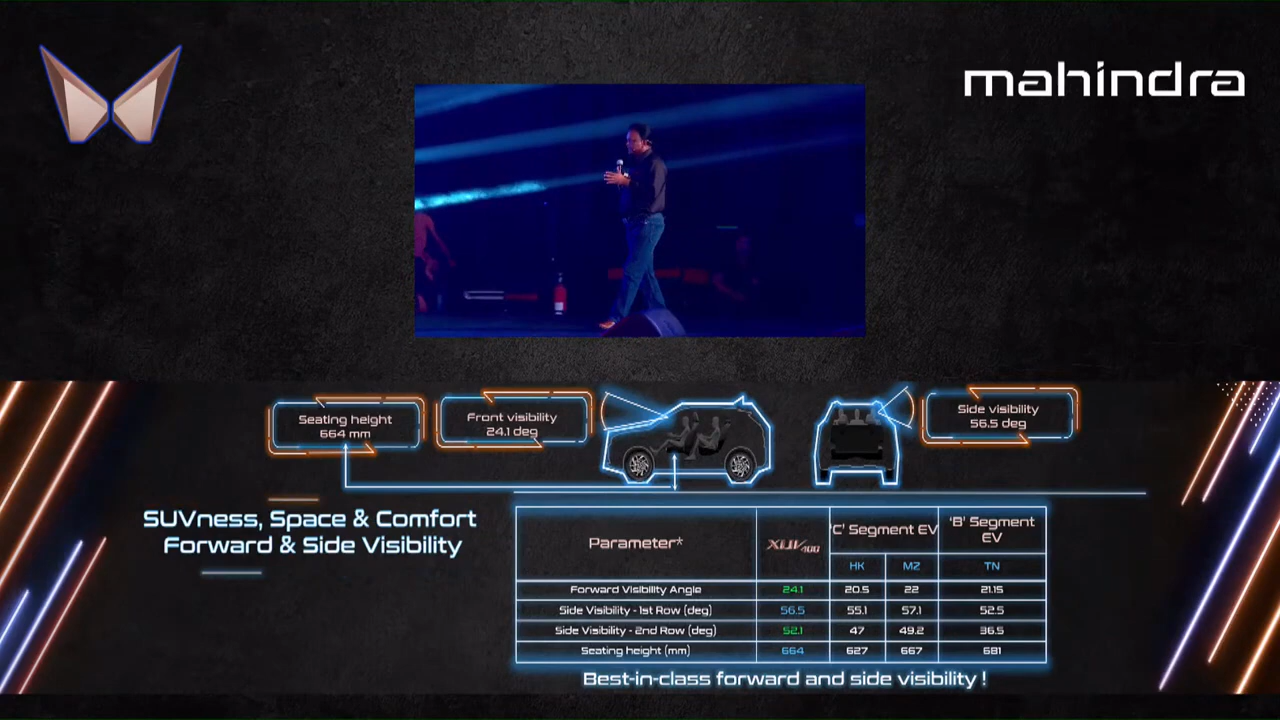 mahindra
Seating height
664 mm
Front visibility
24.1 deg
Side visibility
56.5 deg
SUVness, Space & Comfort
Forward & Side Visibility
Parameter* XUV400 'C' Segment EV 'B' Segment EV
HK MZ TN
Forward Visibility Angle 24.1 20.5 22 21.15
Side Visibility - 1st Row (deg) 56.5 55.1 57.1 52.5
Side Visibility - 2nd Row (deg) 52.1 47 49.2 36.5
Seating height (mm) 664 627 667 681
Best-in-class forward and side visibility !